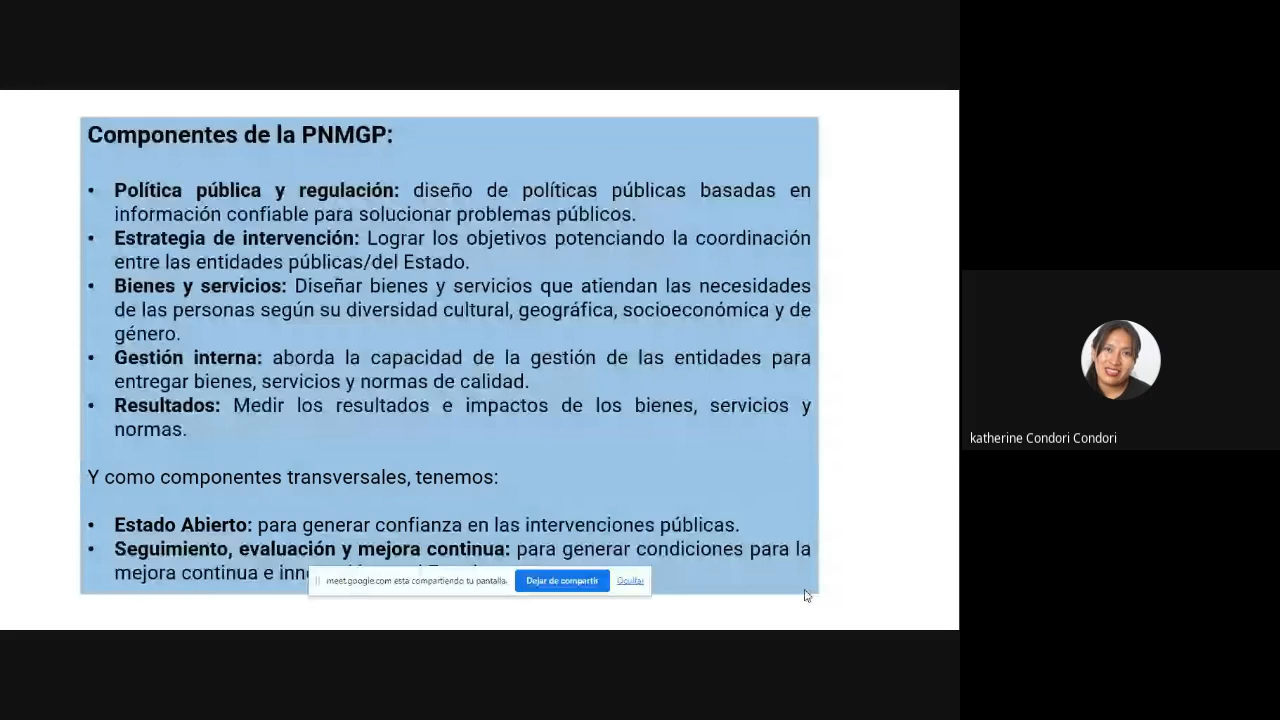 Componentes de la PNMGP:
• Política pública y regulación: diseño de políticas públicas basadas en
información confiable para solucionar problemas públicos.
• Estrategia de intervención: Lograr los objetivos potenciando la coordinación
entre las entidades públicas/del Estado.
• Bienes y servicios: Diseñar bienes y servicios que atiendan las necesidades
de las personas según su diversidad cultural, geográfica, socioeconómica y de
género.
• Gestión interna: aborda la capacidad de la gestión de las entidades para
entregar bienes, servicios y normas de calidad.
• Resultados: Medir los resultados e impactos de los bienes, servicios y
normas.
Y como componentes transversales, tenemos:
• Estado Abierto: para generar confianza en las intervenciones públicas.
• Seguimiento, evaluación y mejora continua: para generar condiciones para la
mejora continua e
meet.google.com está compartiendo tu pantalla.
Dejar de compartir
Ocultar
katherine Condori Condori